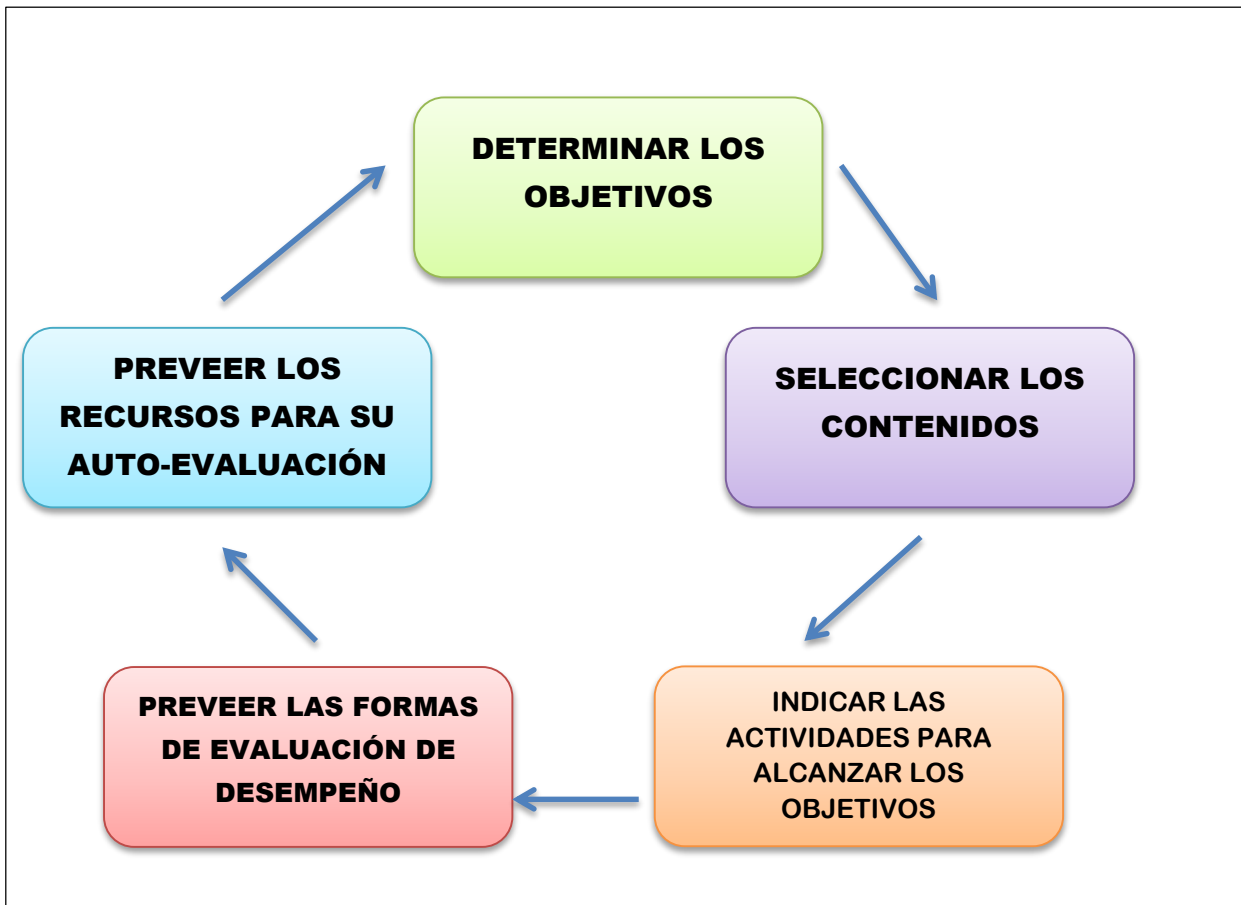 DETERMINAR LOS
OBJETIVOS
SELECCIONAR LOS
CONTENIDOS
INDICAR LAS
ACTIVIDADES PARA
ALCANZAR LOS
OBJETIVOS
PREVEER LAS FORMAS
DE EVALUACIÓN DE
DESEMPEÑO
PREVEER LOS
RECURSOS PARA SU
AUTO-EVALUACIÓN